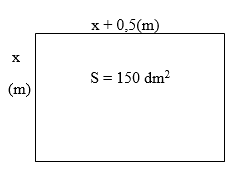 x + 0,5(m)
x
(m)
S = 150 dm²